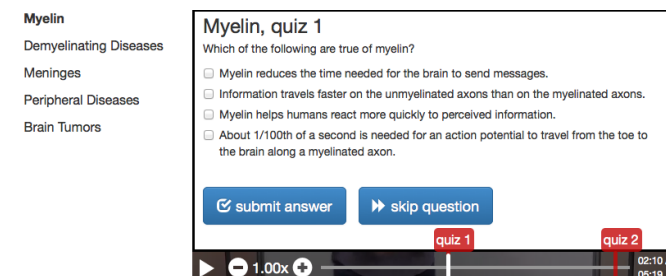 Myelin
Demyelinating Diseases
Meninges
Peripheral Diseases
Brain Tumors
Myelin, quiz 1
Which of the following are true of myelin?
Myelin reduces the time needed for the brain to send messages.
Information travels faster on the unmyelinated axons than on the myelinated axons.
Myelin helps humans react more quickly to perceived information.
About 1/100th of a second is needed for an action potential to travel from the toe to
the brain along a myelinated axon.
submit answer
skip question
quiz 1
quiz 2
1.00x
02:10 /
05:19